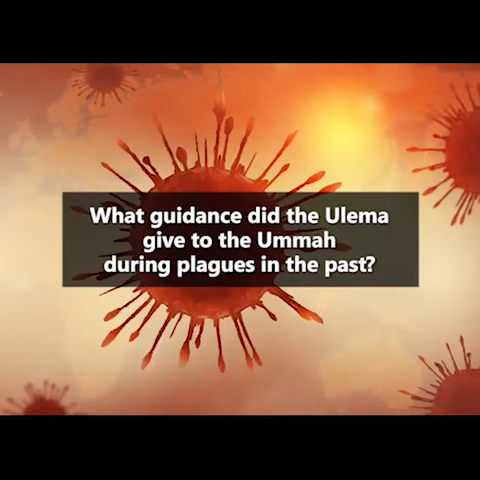 What guidance did the Ulema
give to the Ummah
during plagues in the past?